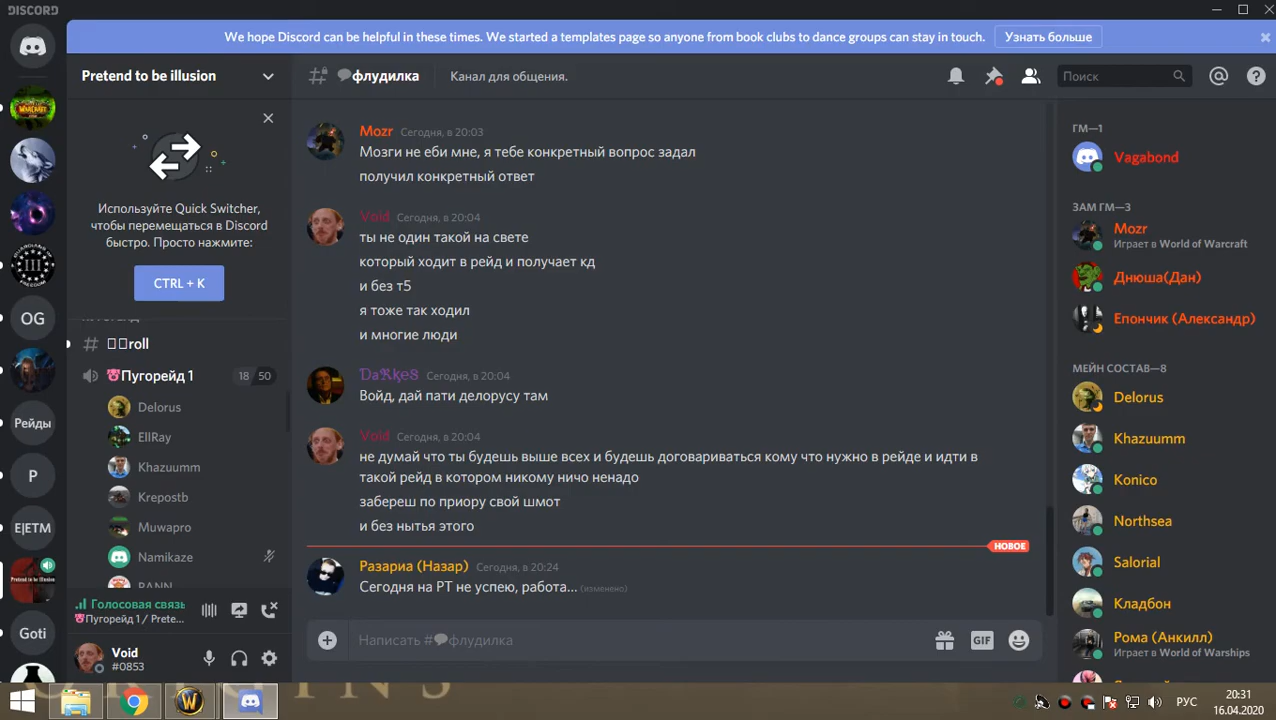 DISCORD
We hope Discord can be helpful in these times. We started a templates page so anyone from book clubs to dance groups can stay in touch.
Узнать больше
Pretend to be illusion
Используйте Quick Switcher,
чтобы перемещаться в Discord
быстро. Просто нажмите:
CTRL + K
roll
Пугорейд 1
18 50
Delorus
EllRay
Khazuumm
Krepostb
Muwapro
Namikaze
RANN
Голосовая связь
Пугорейд 1 / Prete...
Void
#0853
OG
Рейды
P
E|ETM
Goti
флудилка
Канал для общения.
Поиск
Mozr Сегодня, в 20:03
Мозги не еби мне, я тебе конкретный вопрос задал
получил конкретный ответ
Void Сегодня, в 20:04
ты не один такой на свете
который ходит в рейд и получает кд
и без т5
я тоже так ходил
и многие люди
Сегодня, в 20:04
Войд, дай пати делорусу там
Void Сегодня, в 20:04
не думай что ты будешь выше всех и будешь договариваться кому что нужно в рейде и идти в
такой рейд в котором никому ничо ненадо
забереш по приору свой шмот
и без нытья этого
НОВОЕ
Разариа (Назар) Сегодня, в 20:24
Сегодня на РТ не успею, работа... (изменено)
Написать #флудилка
GIF
ГМ—1
Vagabond
ЗАМ ГМ—3
Mozr
Играет в World of Warcraft
Днюша(Дан)
Епончик (Александр)
МЕЙН СОСТАВ—8
Delorus
Khazuumm
Konico
Northsea
Salorial
Кладбон
Рома (Анкилл)
Играет в World of Warships
РУС
20:31
16.04.2020